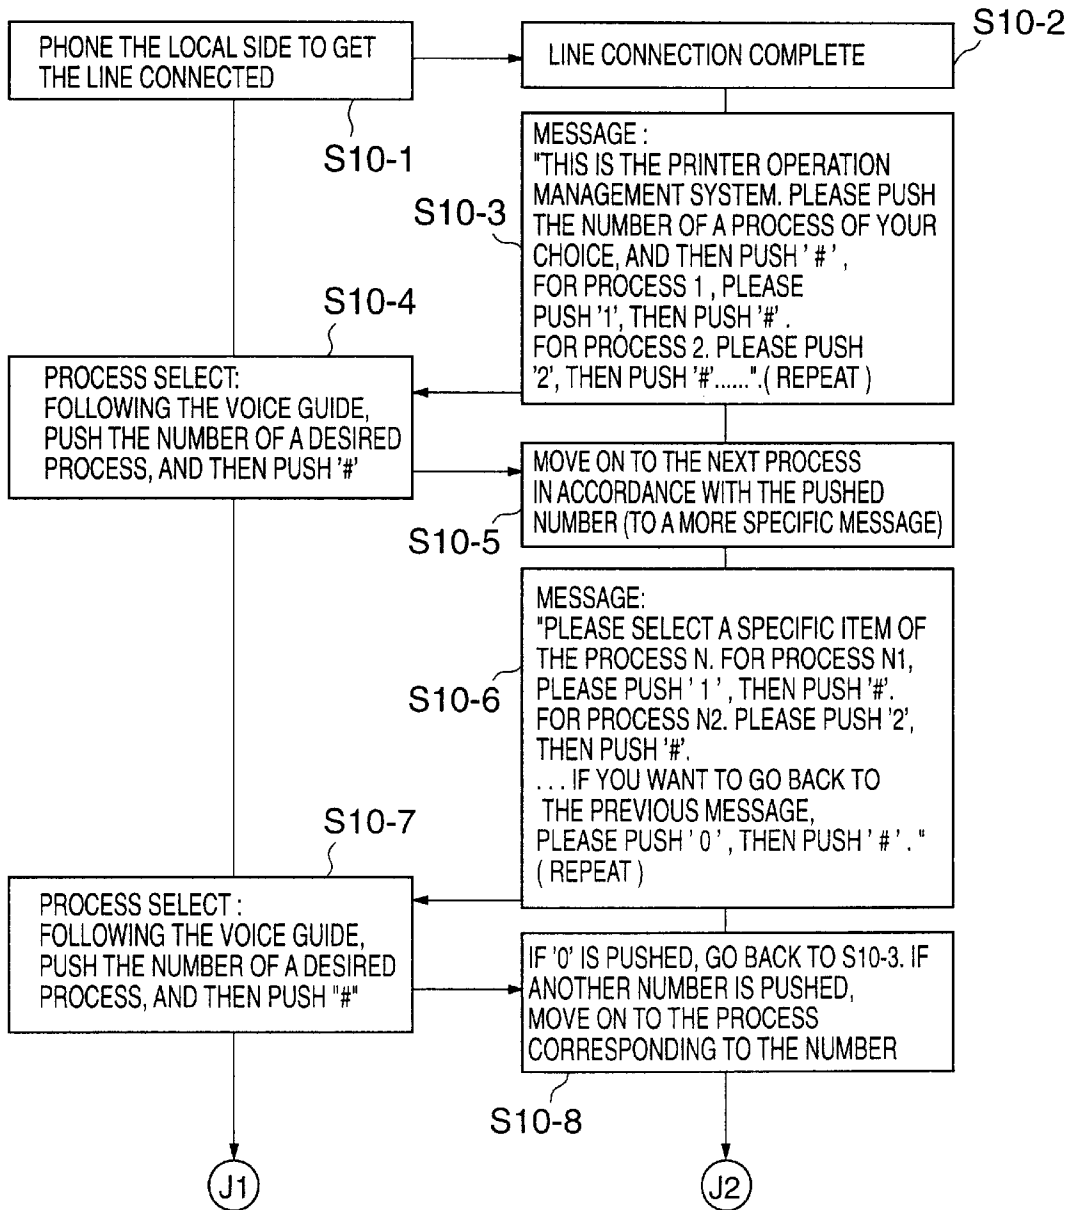 PHONE THE LOCAL SIDE TO GET
THE LINE CONNECTED
S10-1
LINE CONNECTION COMPLETE
S10-2
MESSAGE :
"THIS IS THE PRINTER OPERATION
MANAGEMENT SYSTEM. PLEASE PUSH
THE NUMBER OF A PROCESS OF YOUR
CHOICE, AND THEN PUSH ' # ' ,
FOR PROCESS 1 , PLEASE
PUSH '1', THEN PUSH '#' .
FOR PROCESS 2. PLEASE PUSH
'2', THEN PUSH '#'......".( REPEAT )
S10-3
S10-4
PROCESS SELECT:
FOLLOWING THE VOICE GUIDE,
PUSH THE NUMBER OF A DESIRED
PROCESS, AND THEN PUSH '#'
MOVE ON TO THE NEXT PROCESS
IN ACCORDANCE WITH THE PUSHED
NUMBER (TO A MORE SPECIFIC MESSAGE)
S10-5
MESSAGE:
"PLEASE SELECT A SPECIFIC ITEM OF
THE PROCESS N. FOR PROCESS N1,
PLEASE PUSH ' 1 ' , THEN PUSH '#'.
FOR PROCESS N2. PLEASE PUSH '2',
THEN PUSH '#'.
. . . IF YOU WANT TO GO BACK TO
THE PREVIOUS MESSAGE,
PLEASE PUSH ' 0 ' , THEN PUSH ' # ' . "
( REPEAT )
S10-6
S10-7
PROCESS SELECT :
FOLLOWING THE VOICE GUIDE,
PUSH THE NUMBER OF A DESIRED
PROCESS, AND THEN PUSH "#"
IF '0' IS PUSHED, GO BACK TO S10-3. IF
ANOTHER NUMBER IS PUSHED,
MOVE ON TO THE PROCESS
CORRESPONDING TO THE NUMBER
S10-8
J1
J2